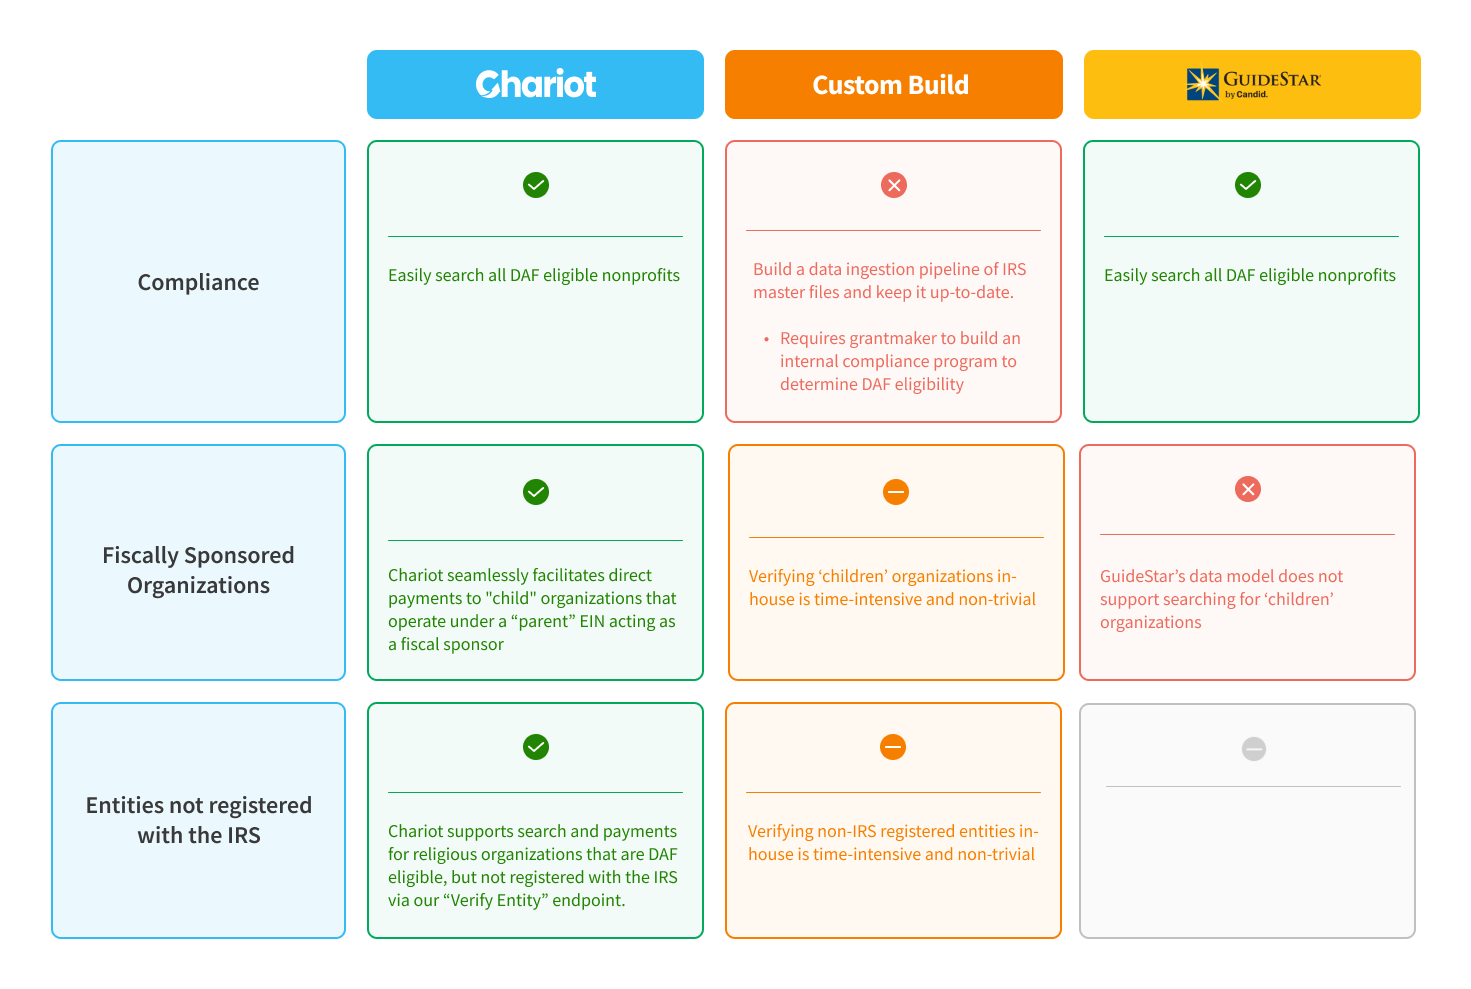 Chariot
Custom Build
GUIDESTAR
by Candid.
Compliance
Easily search all DAF eligible nonprofits
Build a data ingestion pipeline of IRS
master files and keep it up-to-date.
• Requires grantmaker to build an
internal compliance program to
determine DAF eligibility
Easily search all DAF eligible nonprofits
Fiscally Sponsored
Organizations
Chariot seamlessly facilitates direct
payments to "child" organizations that
operate under a “parent” EIN acting as
a fiscal sponsor
Verifying ‘children’ organizations in-
house is time-intensive and non-trivial
GuideStar’s data model does not
support searching for ‘children’
organizations
Entities not registered
with the IRS
Chariot supports search and payments
for religious organizations that are DAF
eligible, but not registered with the IRS
via our “Verify Entity” endpoint.
Verifying non-IRS registered entities in-
house is time-intensive and non-trivial